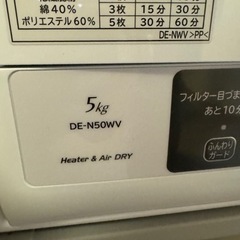 綿40% 3枚 15分 30分
ポリエステル60% 5枚 30分 60分
DE-NWV >PP<
5kg
DE-N50WV
Heater & Air DRY
フィルター目づま
あと10分
ふんわり
ガード